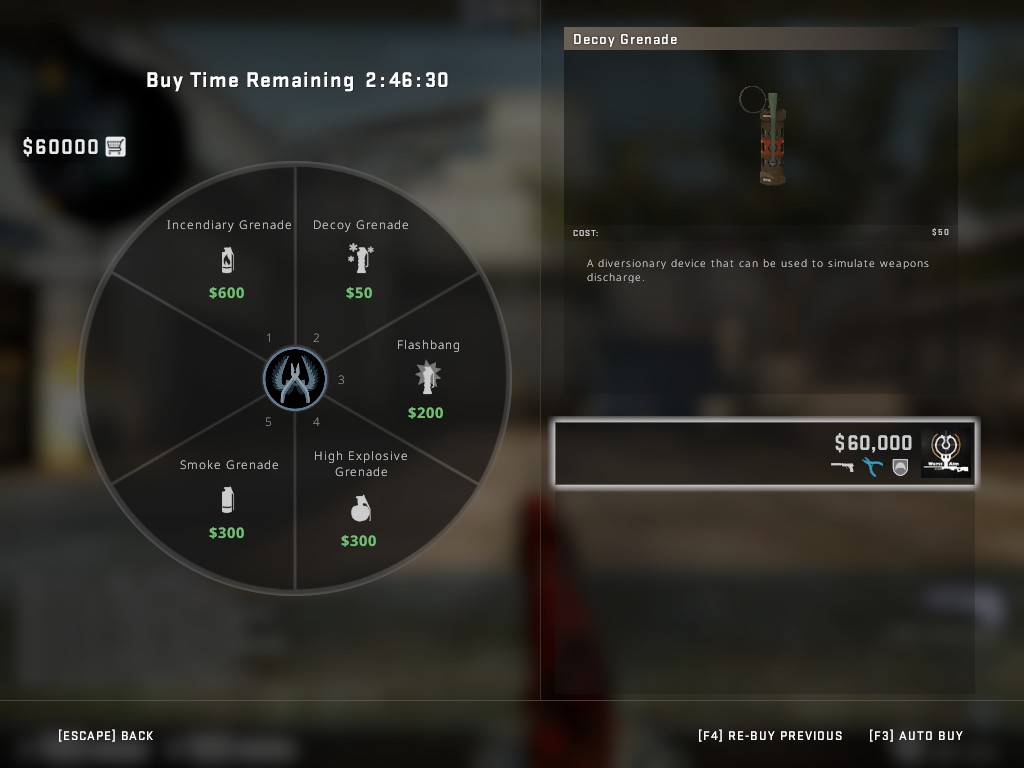 Decoy Grenade
Buy Time Remaining 2:46:30
$60000
Incendiary Grenade
$600
Decoy Grenade
$50
Flashbang
$200
High Explosive
Grenade
$300
Smoke Grenade
$300
1
2
3
4
5
COST:
$50
A diversionary device that can be used to simulate weapons
discharge.
$60,000
Worst Aim
[ESCAPE] BACK
[F4] RE-BUY PREVIOUS
[F3] AUTO BUY